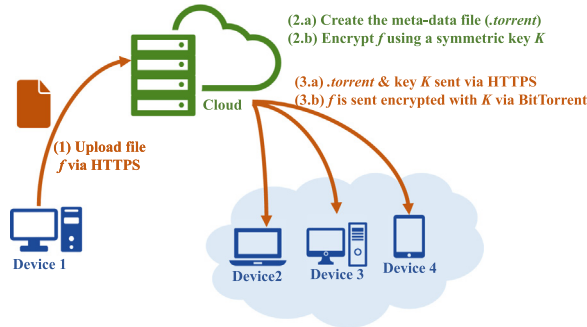 (2.a) Create the meta-data file (.torrent)
(2.b) Encrypt f using a symmetric key K
Cloud
(3.a) .torrent & key K sent via HTTPS
(3.b) f is sent encrypted with K via BitTorrent
(1) Upload file
f via HTTPS
Device 1
Device2
Device 3
Device 4